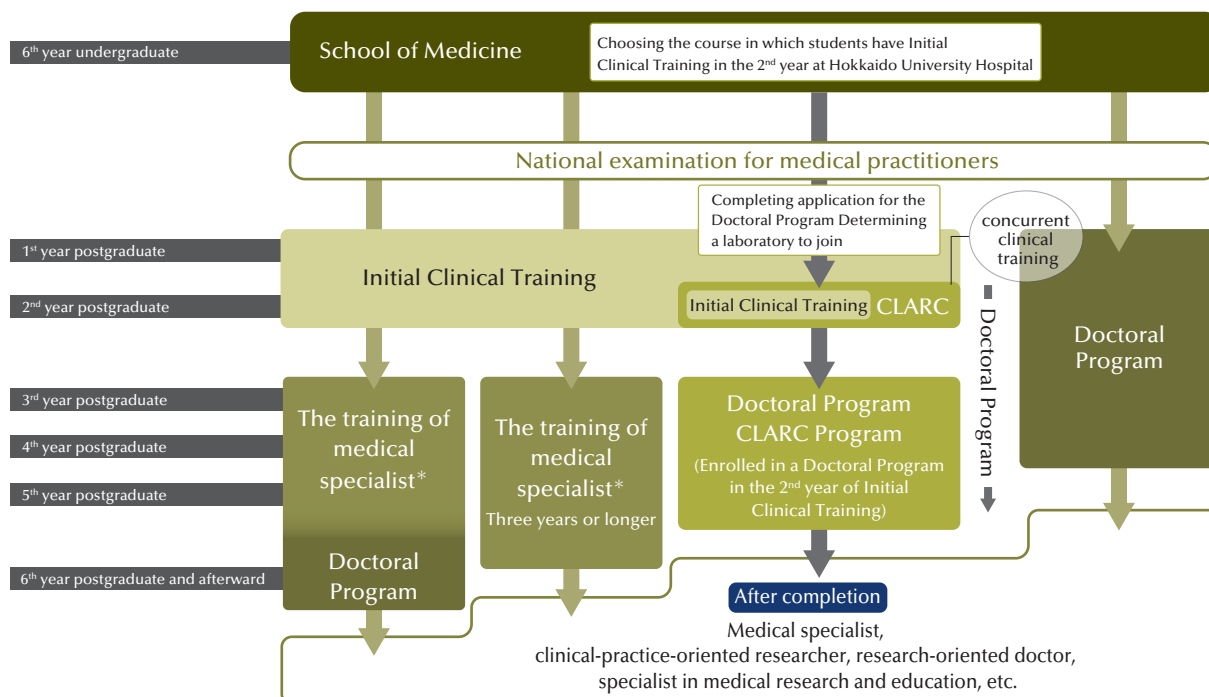 6th year undergraduate
School of Medicine
Choosing the course in which students have Initial
Clinical Training in the 2nd year at Hokkaido University Hospital
National examination for medical practitioners
Completing application for the
Doctoral Program Determining
a laboratory to join
concurrent
clinical
training
1st year postgraduate
Initial Clinical Training
2nd year postgraduate
Initial Clinical Training CLARC
Doctoral Program
Doctoral
Program
3rd year postgraduate
4th year postgraduate
5th year postgraduate
6th year postgraduate and afterward
The training of
medical
specialist*
Doctoral
Program
The training of
medical
specialist*
Three years or longer
Doctoral Program
CLARC Program
(Enrolled in a Doctoral Program
in the 2nd year of Initial
Clinical Training)
After completion
Medical specialist,
clinical-practice-oriented researcher, research-oriented doctor,
specialist in medical research and education, etc.